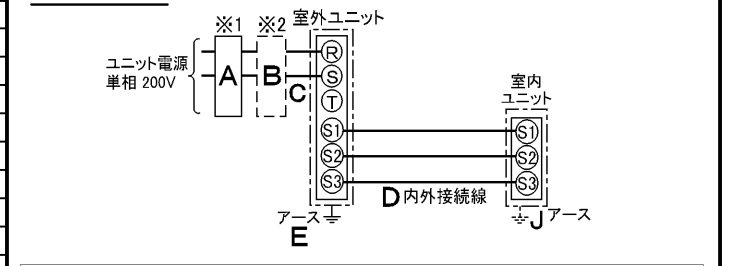 ※1 ※2 室外ユニット
ユニット電源
単相 200V
A
B
C
R
S
T
S1
S2
S3
室内
ユニット
S1
S2
S3
D 内外接続線
アース
E
J アース